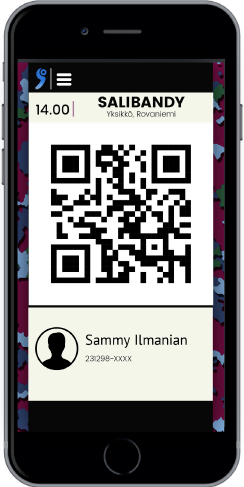 14.00
SALIBANDY
Yksikkö, Rovaniemi
Sammy Ilmanian
231298-XXXX